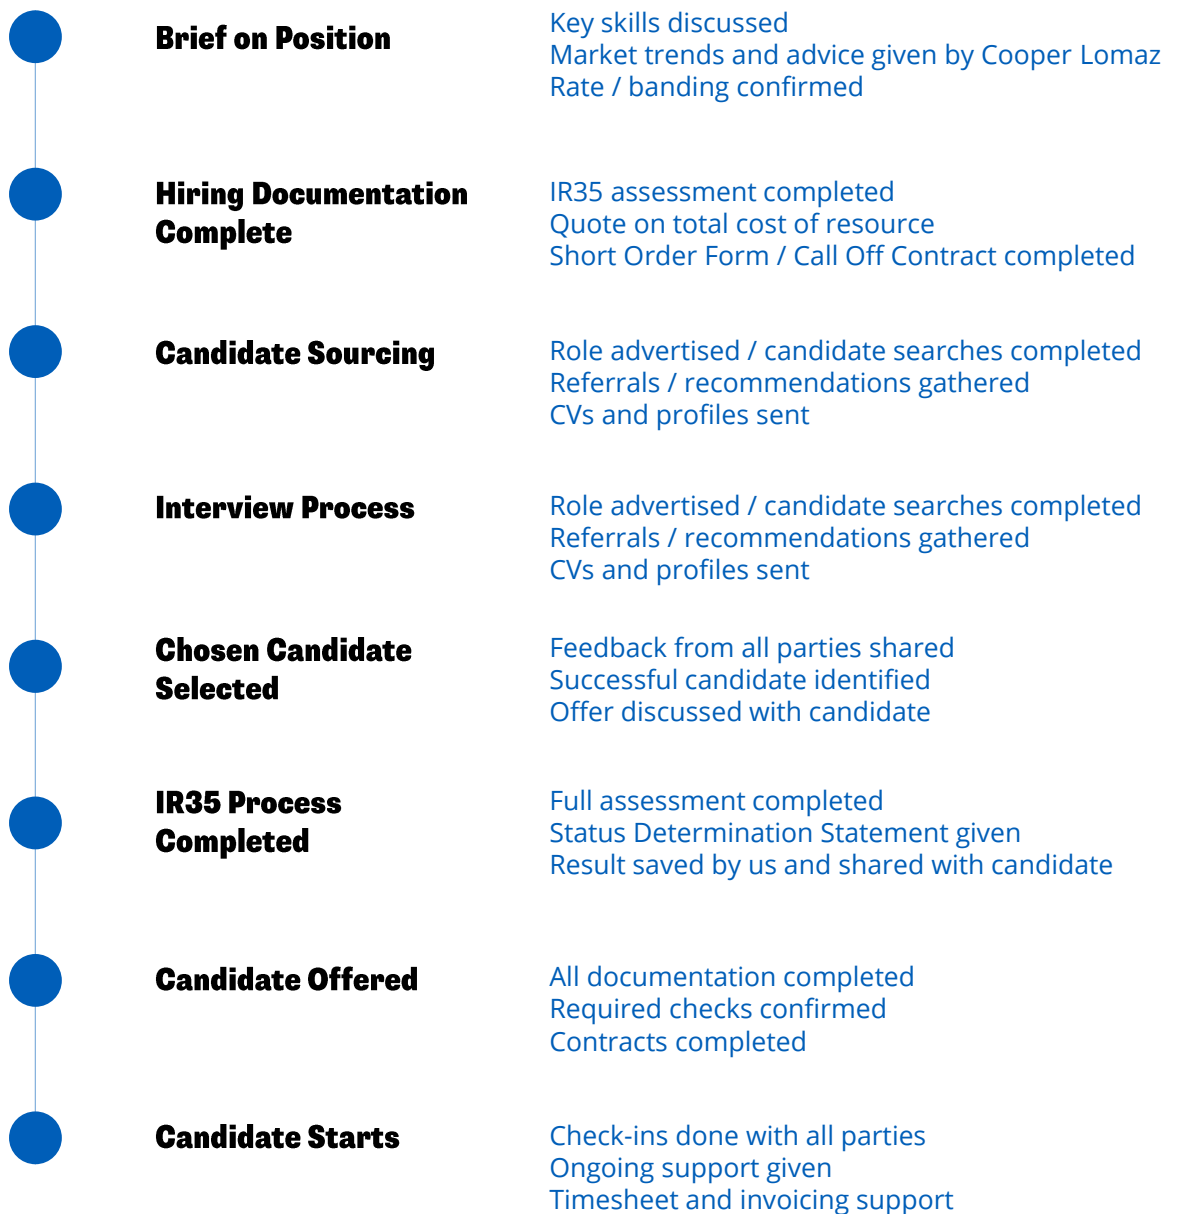 Brief on Position
Key skills discussed
Market trends and advice given by Cooper Lomaz
Rate / banding confirmed
Hiring Documentation
Complete
IR35 assessment completed
Quote on total cost of resource
Short Order Form / Call Off Contract completed
Candidate Sourcing
Role advertised / candidate searches completed
Referrals / recommendations gathered
CVs and profiles sent
Interview Process
Role advertised / candidate searches completed
Referrals / recommendations gathered
CVs and profiles sent
Chosen Candidate
Selected
Feedback from all parties shared
Successful candidate identified
Offer discussed with candidate
IR35 Process
Completed
Full assessment completed
Status Determination Statement given
Result saved by us and shared with candidate
Candidate Offered
All documentation completed
Required checks confirmed
Contracts completed
Candidate Starts
Check-ins done with all parties
Ongoing support given
Timesheet and invoicing support